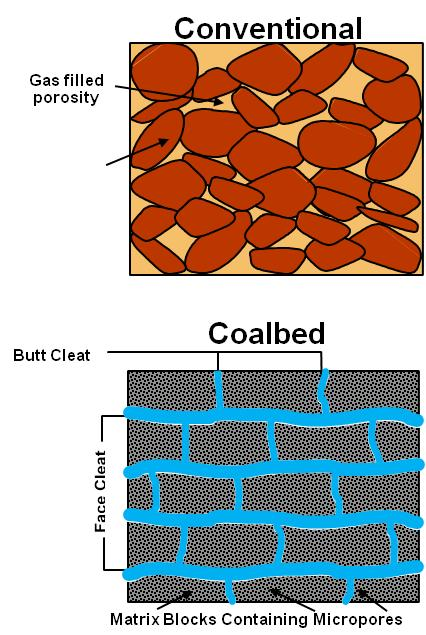 Conventional
Gas filled
porosity
Coalbed
Butt Cleat
Face Cleat
Matrix Blocks Containing Micropores